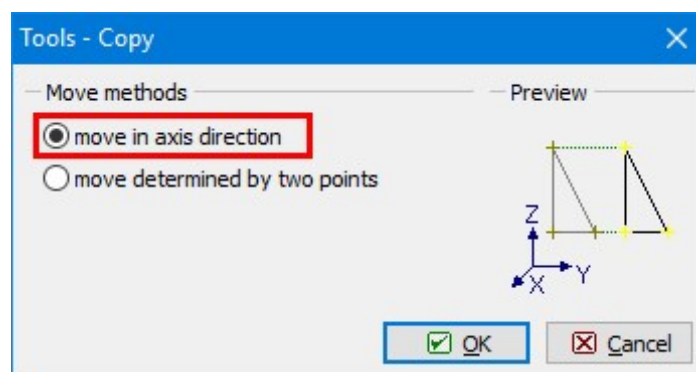 Tools - Copy
Move methods
move in axis direction
move determined by two points
Preview
Z
Y
X
OK
Cancel